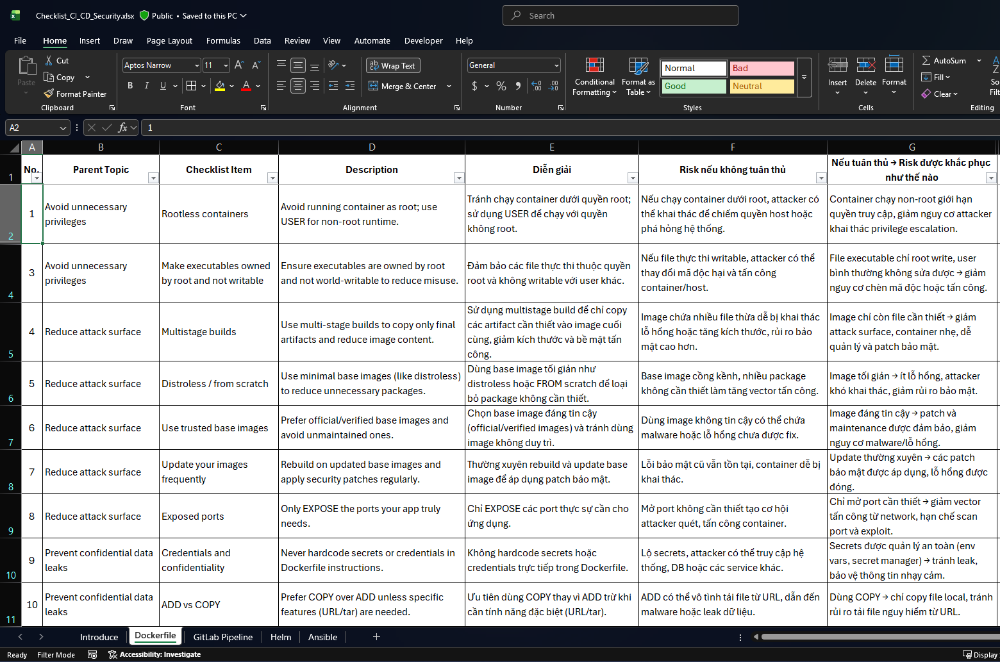 Checklist_CI_CD_Security.xlsx Public • Saved to this PC
Search
File Home Insert Draw Page Layout Formulas Data Review View Automate Developer Help
Paste
Cut
Copy
Format Painter
Clipboard
Aptos Narrow 11
B I U
Font
Wrap Text
Merge & Center
Alignment
General
$ % 9
Number
Conditional
Formatting
Format as
Table
Normal Bad
Good Neutral
Styles
Insert Delete Format
Cells
AutoSum
Fill
Clear
Editing
A2 fx 1
A B C D E F G
1
No.
Parent Topic
Checklist Item
Description
Diễn giải
Risk nếu không tuân thủ
Nếu tuân thủ → Risk được khắc phục
như thế nào
2
1
Avoid unnecessary
privileges
Rootless containers
Avoid running container as root; use
USER for non-root runtime.
Tránh chạy container dưới quyền root;
sử dụng USER để chạy với quyền
không root.
Nếu chạy container dưới root, attacker có
thể khai thác để chiếm quyền host hoặc
phá hỏng hệ thống.
Container chạy non-root giới hạn
quyền truy cập, giảm nguy cơ attacker
khai thác privilege escalation.
4
3
Avoid unnecessary
privileges
Make executables owned
by root and not writable
Ensure executables are owned by root
and not world-writable to reduce misuse.
Đảm bảo các file thực thi thuộc quyền
root và không writable với user khác.
Nếu file thực thi writable, attacker có thể
thay đổi mã độc hại và tấn công
container/host.
File executable chỉ root write, user
bình thường không sửa được → giảm
nguy cơ chèn mã độc hoặc tấn công.
5
4
Reduce attack surface
Multistage builds
Use multi-stage builds to copy only final
artifacts and reduce image content.
Sử dụng multistage build để chỉ copy
các artifact cần thiết vào image cuối
cùng, giảm kích thước và bề mặt tấn
công.
Image chứa nhiều file thừa dễ bị khai thác
lỗ hổng hoặc tăng kích thước, rủi ro bảo
mật cao hơn.
Image chỉ còn file cần thiết → giảm
attack surface, container nhẹ, dễ
quản lý và patch bảo mật.
6
5
Reduce attack surface
Distroless / from scratch
Use minimal base images (like distroless)
to reduce unnecessary packages.
Dùng base image tối giản như
distroless hoặc FROM scratch để loại
bỏ package không cần thiết.
Base image cồng kềnh, nhiều package
không cần thiết làm tăng vector tấn công.
Image tối giản → ít lỗ hổng, attacker
khó khai thác, giảm rủi ro bảo mật.
7
6
Reduce attack surface
Use trusted base images
Prefer official/verified base images and
avoid unmaintained ones.
Chọn base image đáng tin cậy
(official/verified images) và tránh dùng
image không duy trì.
Dùng image không tin cậy có thể chứa
malware hoặc lỗ hổng chưa được fix.
Image đáng tin cậy → patch và
maintenance được đảm bảo, giảm
nguy cơ malware/lỗ hổng.
8
7
Reduce attack surface
Update your images
frequently
Rebuild on updated base images and
apply security patches regularly.
Thường xuyên rebuild và update base
image để áp dụng patch bảo mật.
Lỗi bảo mật cũ vẫn tồn tại, container dễ bị
khai thác.
Update thường xuyên → các patch
bảo mật được áp dụng, lỗ hổng được
đóng.
9
8
Reduce attack surface
Exposed ports
Only EXPOSE the ports your app truly
needs.
Chỉ EXPOSE các port thực sự cần cho
ứng dụng.
Mở port không cần thiết tạo cơ hội
attacker quét, tấn công container.
Chỉ mở port cần thiết → giảm vector
tấn công từ network, hạn chế scan
port và exploit.
10
9
Prevent confidential data
leaks
Credentials and
confidentiality
Never hardcode secrets or credentials in
Dockerfile instructions.
Không hardcode secrets hoặc
credentials trực tiếp trong Dockerfile.
Lộ secrets, attacker có thể truy cập hệ
thống, DB hoặc các service khác.
Secrets được quản lý an toàn (env
vars, secret manager) → tránh leak,
bảo vệ thông tin nhạy cảm.
11
10
Prevent confidential data
leaks
ADD vs COPY
Prefer COPY over ADD unless specific
features (URL/tar) are needed.
Ưu tiên dùng COPY thay vì ADD trừ khi
cần tính năng đặc biệt (URL/tar).
ADD có thể vô tình tải file từ URL, dẫn đến
malware hoặc leak dữ liệu.
Dùng COPY → chỉ copy file local, tránh
rủi ro tải file nguy hiểm từ URL.
Introduce Dockerfile GitLab Pipeline Helm Ansible +
Ready Filter Mode Accessibility: Investigate Display